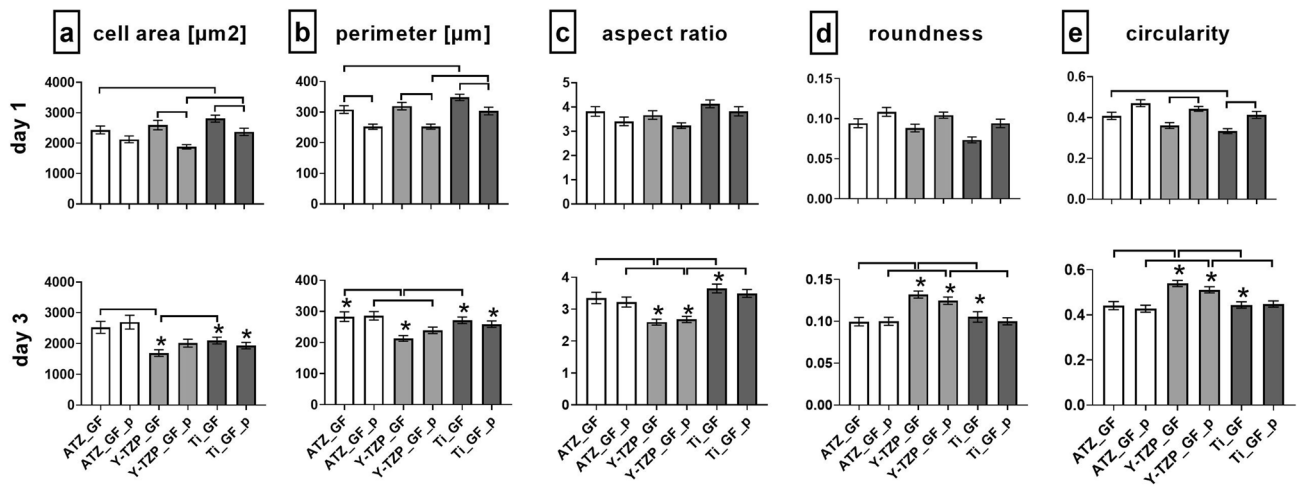 a cell area [µm2]
b perimeter [µm]
c aspect ratio
d roundness
e circularity
day 1
4000
3000
2000
1000
0
400
300
200
100
0
5
4
3
2
1
0
0.15
0.10
0.05
0.00
0.6
0.4
0.2
0.0
day 3
4000
3000
2000
1000
0
* * *
400
300
200
100
0
* * * *
4
3
2
1
0
* * *
0.15
0.10
0.05
0.00
* * *
0.6
0.4
0.2
0.0
* * *
ATZ_GF
ATZ_GF_p
Y-TZP_GF
Y-TZP_GF_p
Ti_GF
Ti_GF_p
ATZ_GF
ATZ_GF_p
Y-TZP_GF
Y-TZP_GF_p
Ti_GF
Ti_GF_p
ATZ_GF
ATZ_GF_p
Y-TZP_GF
Y-TZP_GF_p
Ti_GF
Ti_GF_p
ATZ_GF
ATZ_GF_p
Y-TZP_GF
Y-TZP_GF_p
Ti_GF
Ti_GF_p
ATZ_GF
ATZ_GF_p
Y-TZP_GF
Y-TZP_GF_p
Ti_GF
Ti_GF_p